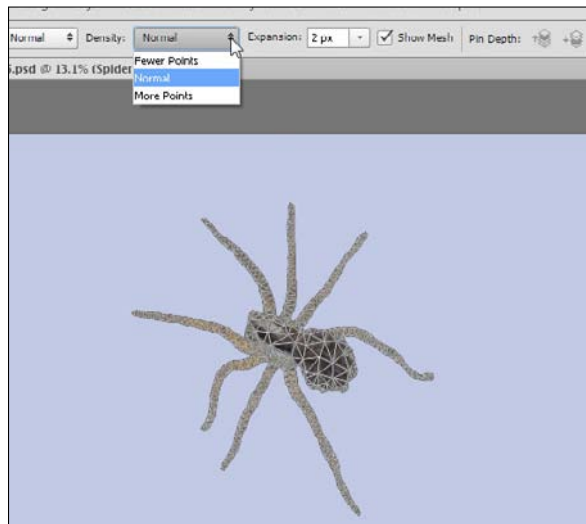 Normal Density: Normal Expansion: 2 px Show Mesh Pin Depth:
.psd @ 13.1% (Spider
Fewer Points
Normal
More Points